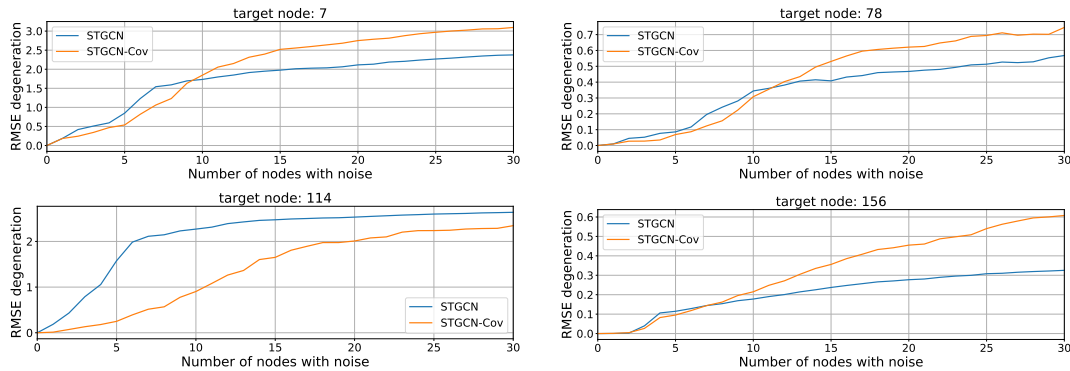 target node: 7
RMSE degeneration
3.0
2.5
2.0
1.5
1.0
0.5
0.0
STGCN
STGCN-Cov
0 5 10 15 20 25 30
Number of nodes with noise
target node: 78
RMSE degeneration
0.7
0.6
0.5
0.4
0.3
0.2
0.1
0.0
STGCN
STGCN-Cov
0 5 10 15 20 25 30
Number of nodes with noise
target node: 114
RMSE degeneration
2
1
0
STGCN
STGCN-Cov
0 5 10 15 20 25 30
Number of nodes with noise
target node: 156
RMSE degeneration
0.6
0.5
0.4
0.3
0.2
0.1
0.0
STGCN
STGCN-Cov
0 5 10 15 20 25 30
Number of nodes with noise